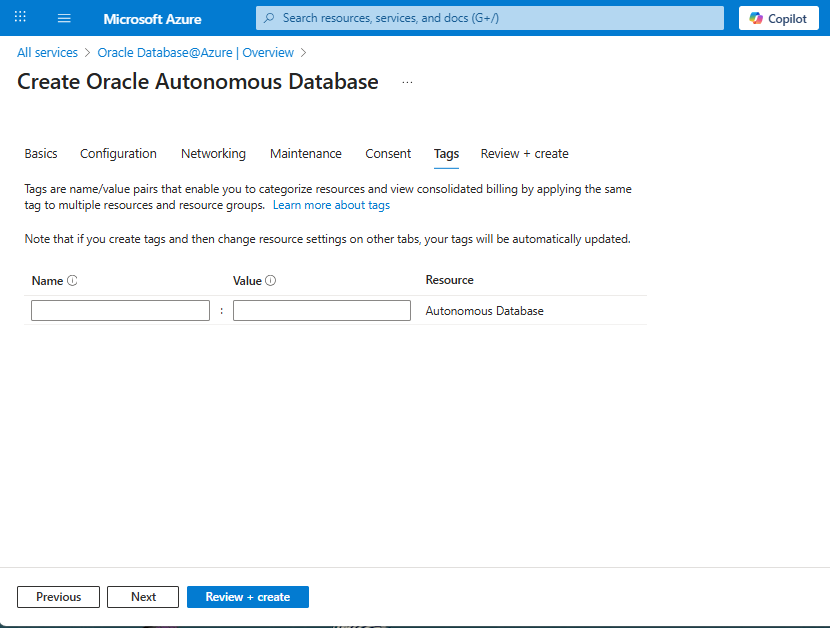 Microsoft Azure
Search resources, services, and docs (G+/)
Copilot
All services > Oracle Database@Azure | Overview >
Create Oracle Autonomous Database ...
Basics Configuration Networking Maintenance Consent Tags Review + create
Tags are name/value pairs that enable you to categorize resources and view consolidated billing by applying the same
tag to multiple resources and resource groups. Learn more about tags
Note that if you create tags and then change resource settings on other tabs, your tags will be automatically updated.
Name Value Resource
: Autonomous Database
Previous Next Review + create